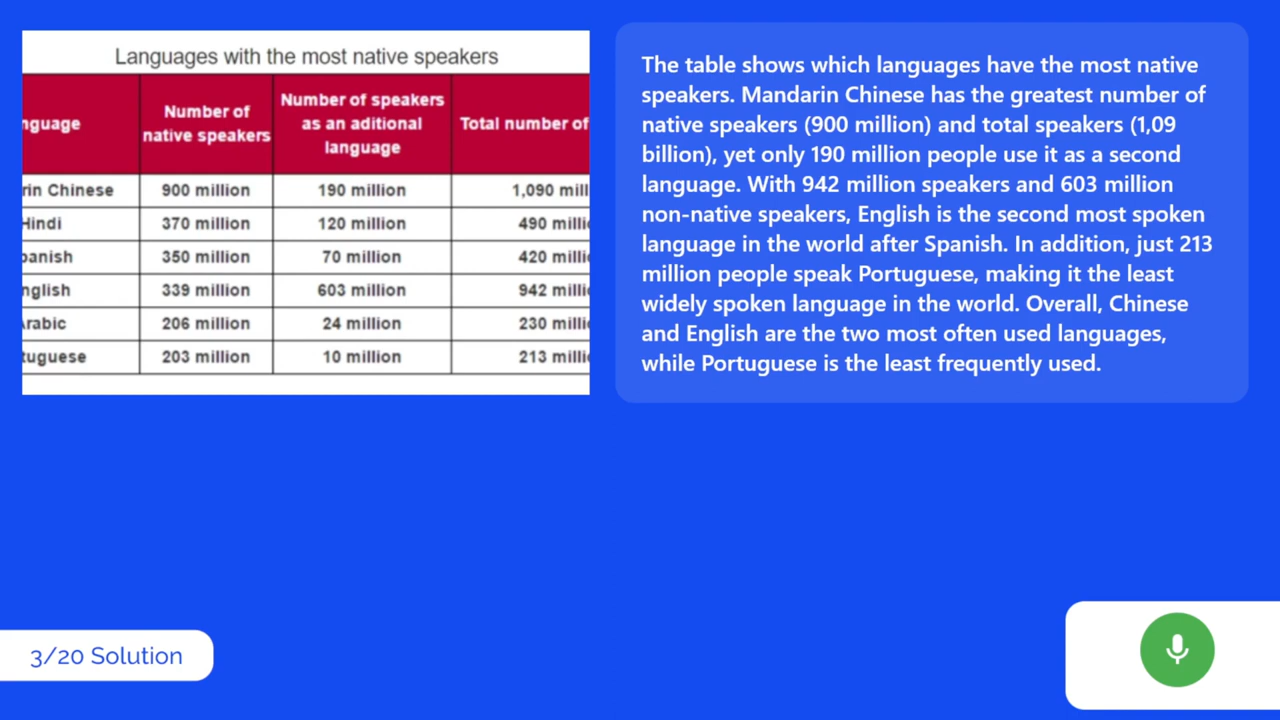 Languages with the most native speakers
nguage
Number of native speakers
Number of speakers as an aditional language
Total number of
rin Chinese 900 million 190 million 1,090 mill
Hindi 370 million 120 million 490 milli
panish 350 million 70 million 420 milli
nglish 339 million 603 million 942 milli
rabic 206 million 24 million 230 milli
tuguese 203 million 10 million 213 milli
The table shows which languages have the most native
speakers. Mandarin Chinese has the greatest number of
native speakers (900 million) and total speakers (1,09
billion), yet only 190 million people use it as a second
language. With 942 million speakers and 603 million
non-native speakers, English is the second most spoken
language in the world after Spanish. In addition, just 213
million people speak Portuguese, making it the least
widely spoken language in the world. Overall, Chinese
and English are the two most often used languages,
while Portuguese is the least frequently used.
3/20 Solution